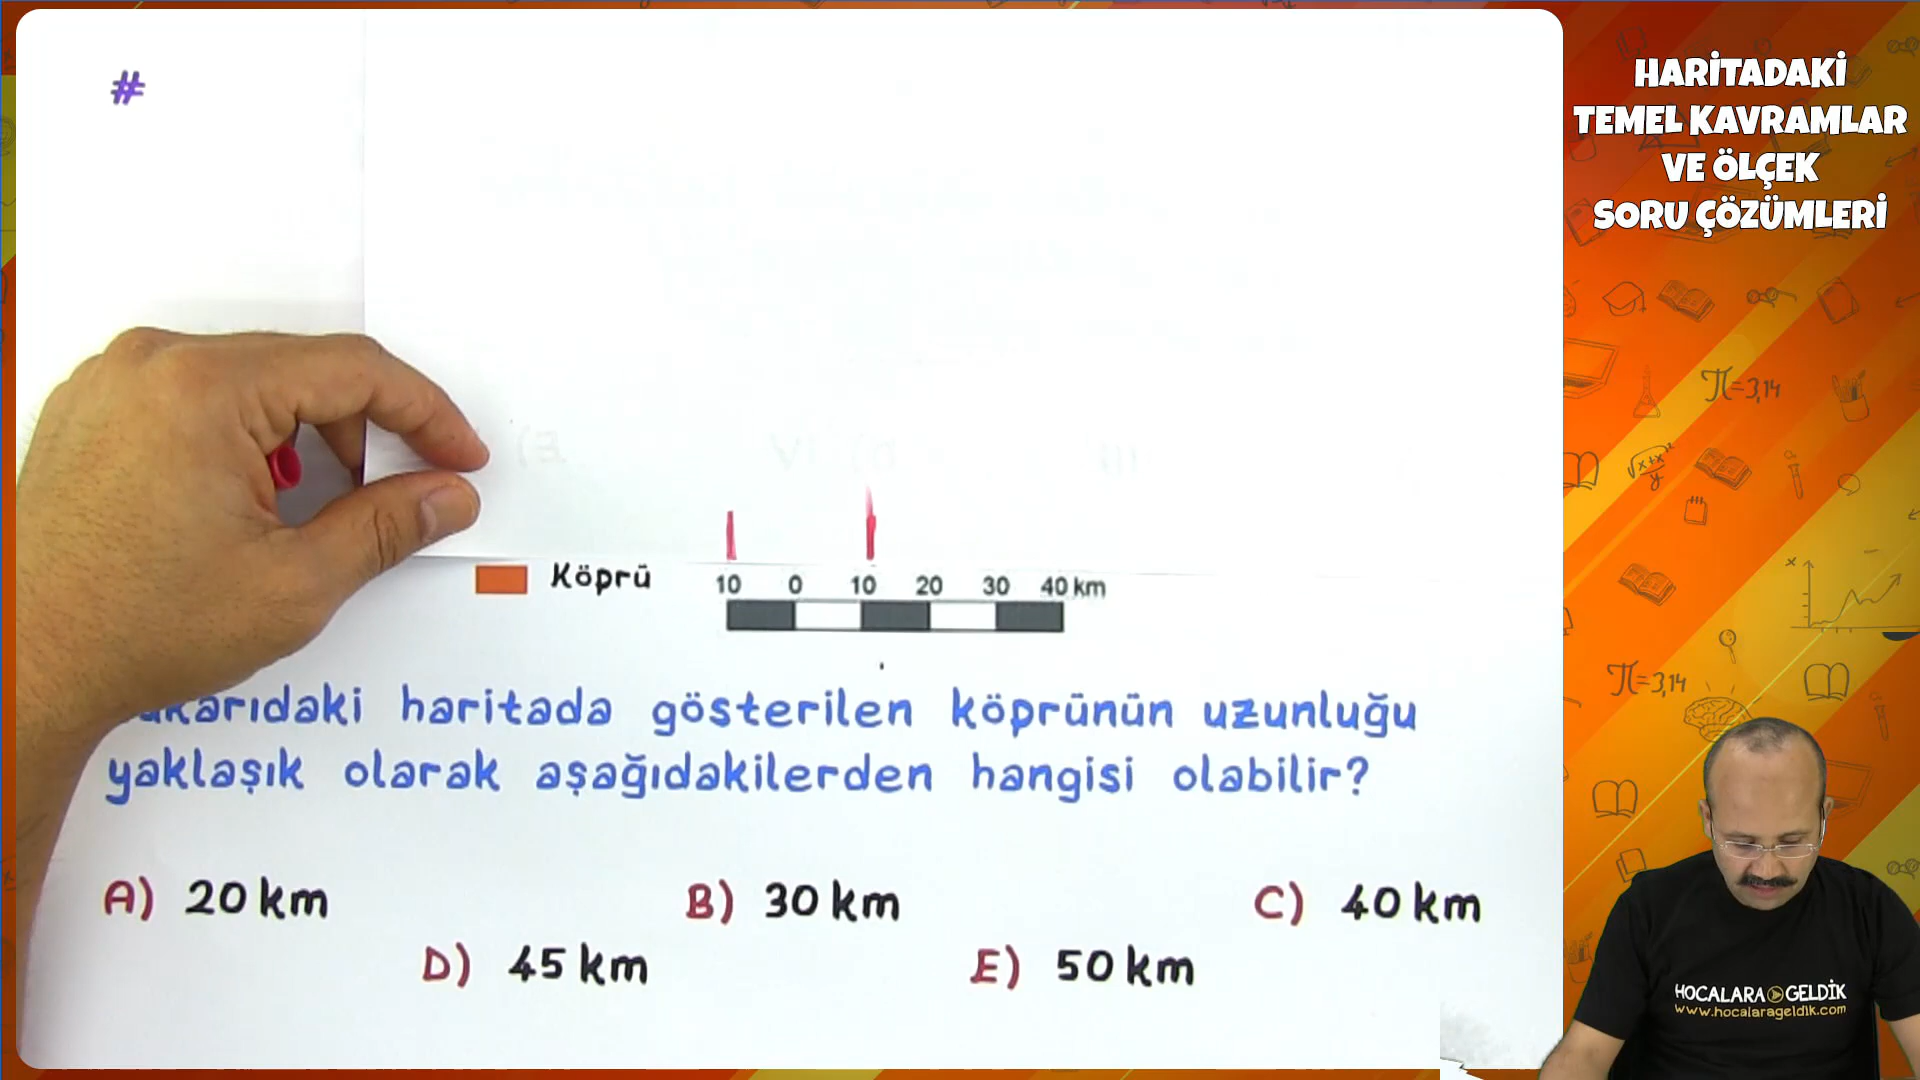 HARİTADAKİ
TEMEL KAVRAMLAR
VE ÖLÇEK
SORU ÇÖZÜMLERİ
#
Köprü
10 0 10 20 30 40 km
haritada gösterilen köprünün uzunluğu
yaklaşık olarak aşağıdakilerden hangisi olabilir?
A) 20 km
B) 30 km
C) 40 km
D) 45 km
E) 50 km
π=3,14
π=3,14
HOCALARA GELDİK
www.hocalarageldik.com